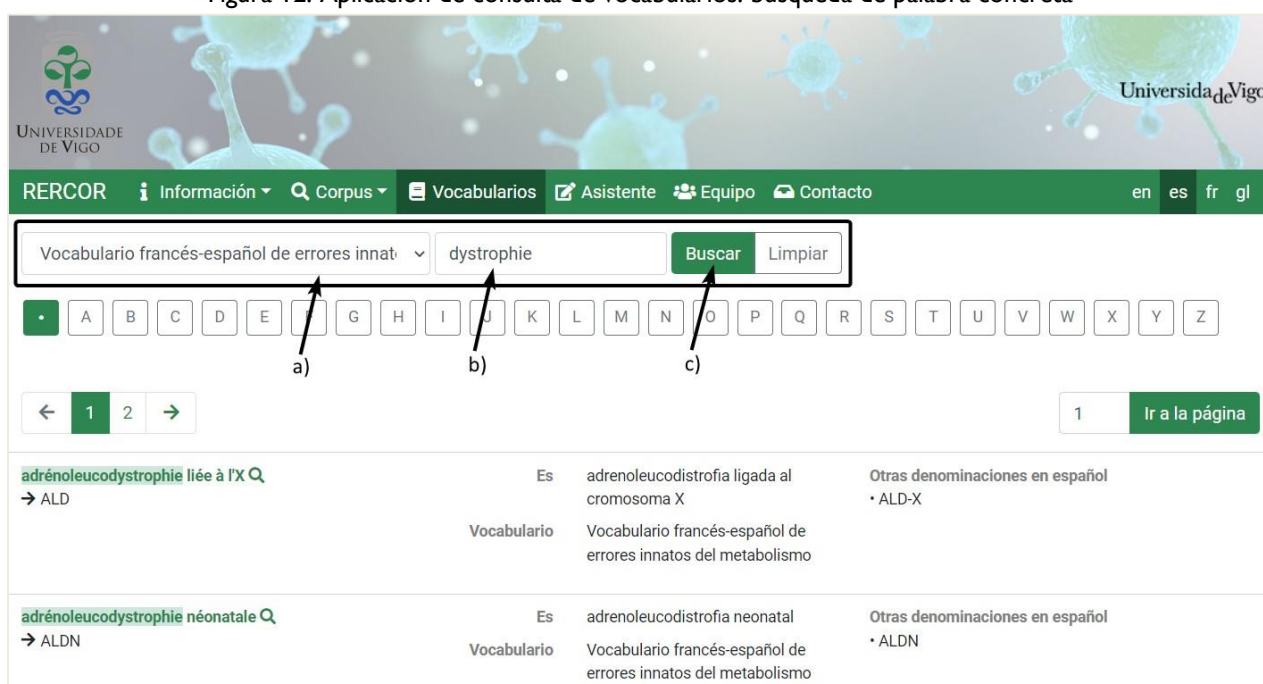 Figura 12. Aplicación de consulta de vocabularios: búsqueda de palabra concreta
UNIVERSIDADE
DE VIGO
UniversidadeVigo
RERCOR Información Corpus Vocabularios Asistente Equipo Contacto en es fr gl
Vocabulario francés-español de errores innat dystrophie Buscar Limpiar
• A B C D E F G H I J K L M N O P Q R S T U V W X Y Z
a) b) c)
← 1 2 → 1 Ir a la página
adrénoleucodystrophie liée à l'X Es adrenoleucodistrofia ligada al Otras denominaciones en español
→ ALD cromosoma X • ALD-X
Vocabulario Vocabulario francés-español de
errores innatos del metabolismo
adrénoleucodystrophie néonatale Es adrenoleucodistrofia neonatal Otras denominaciones en español
→ ALDN • ALDN
Vocabulario Vocabulario francés-español de
errores innatos del metabolismo